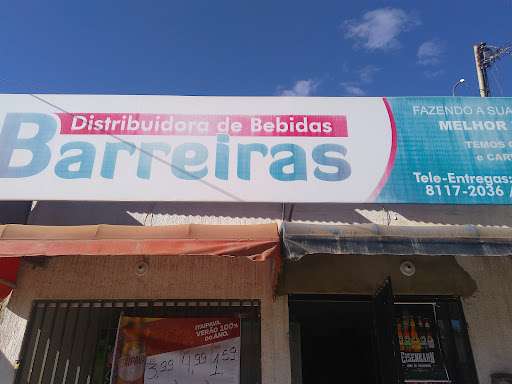 Distribuidora de Bebidas
Barreiras
FAZENDO A SUA
MELHOR
TEMOS
e CAR
Tele-Entregas:
8117-2036 /
ITAIPAVA.
VERÃO 100%
DO ANO.
3,99
1,99
1,59
EISENBAHN